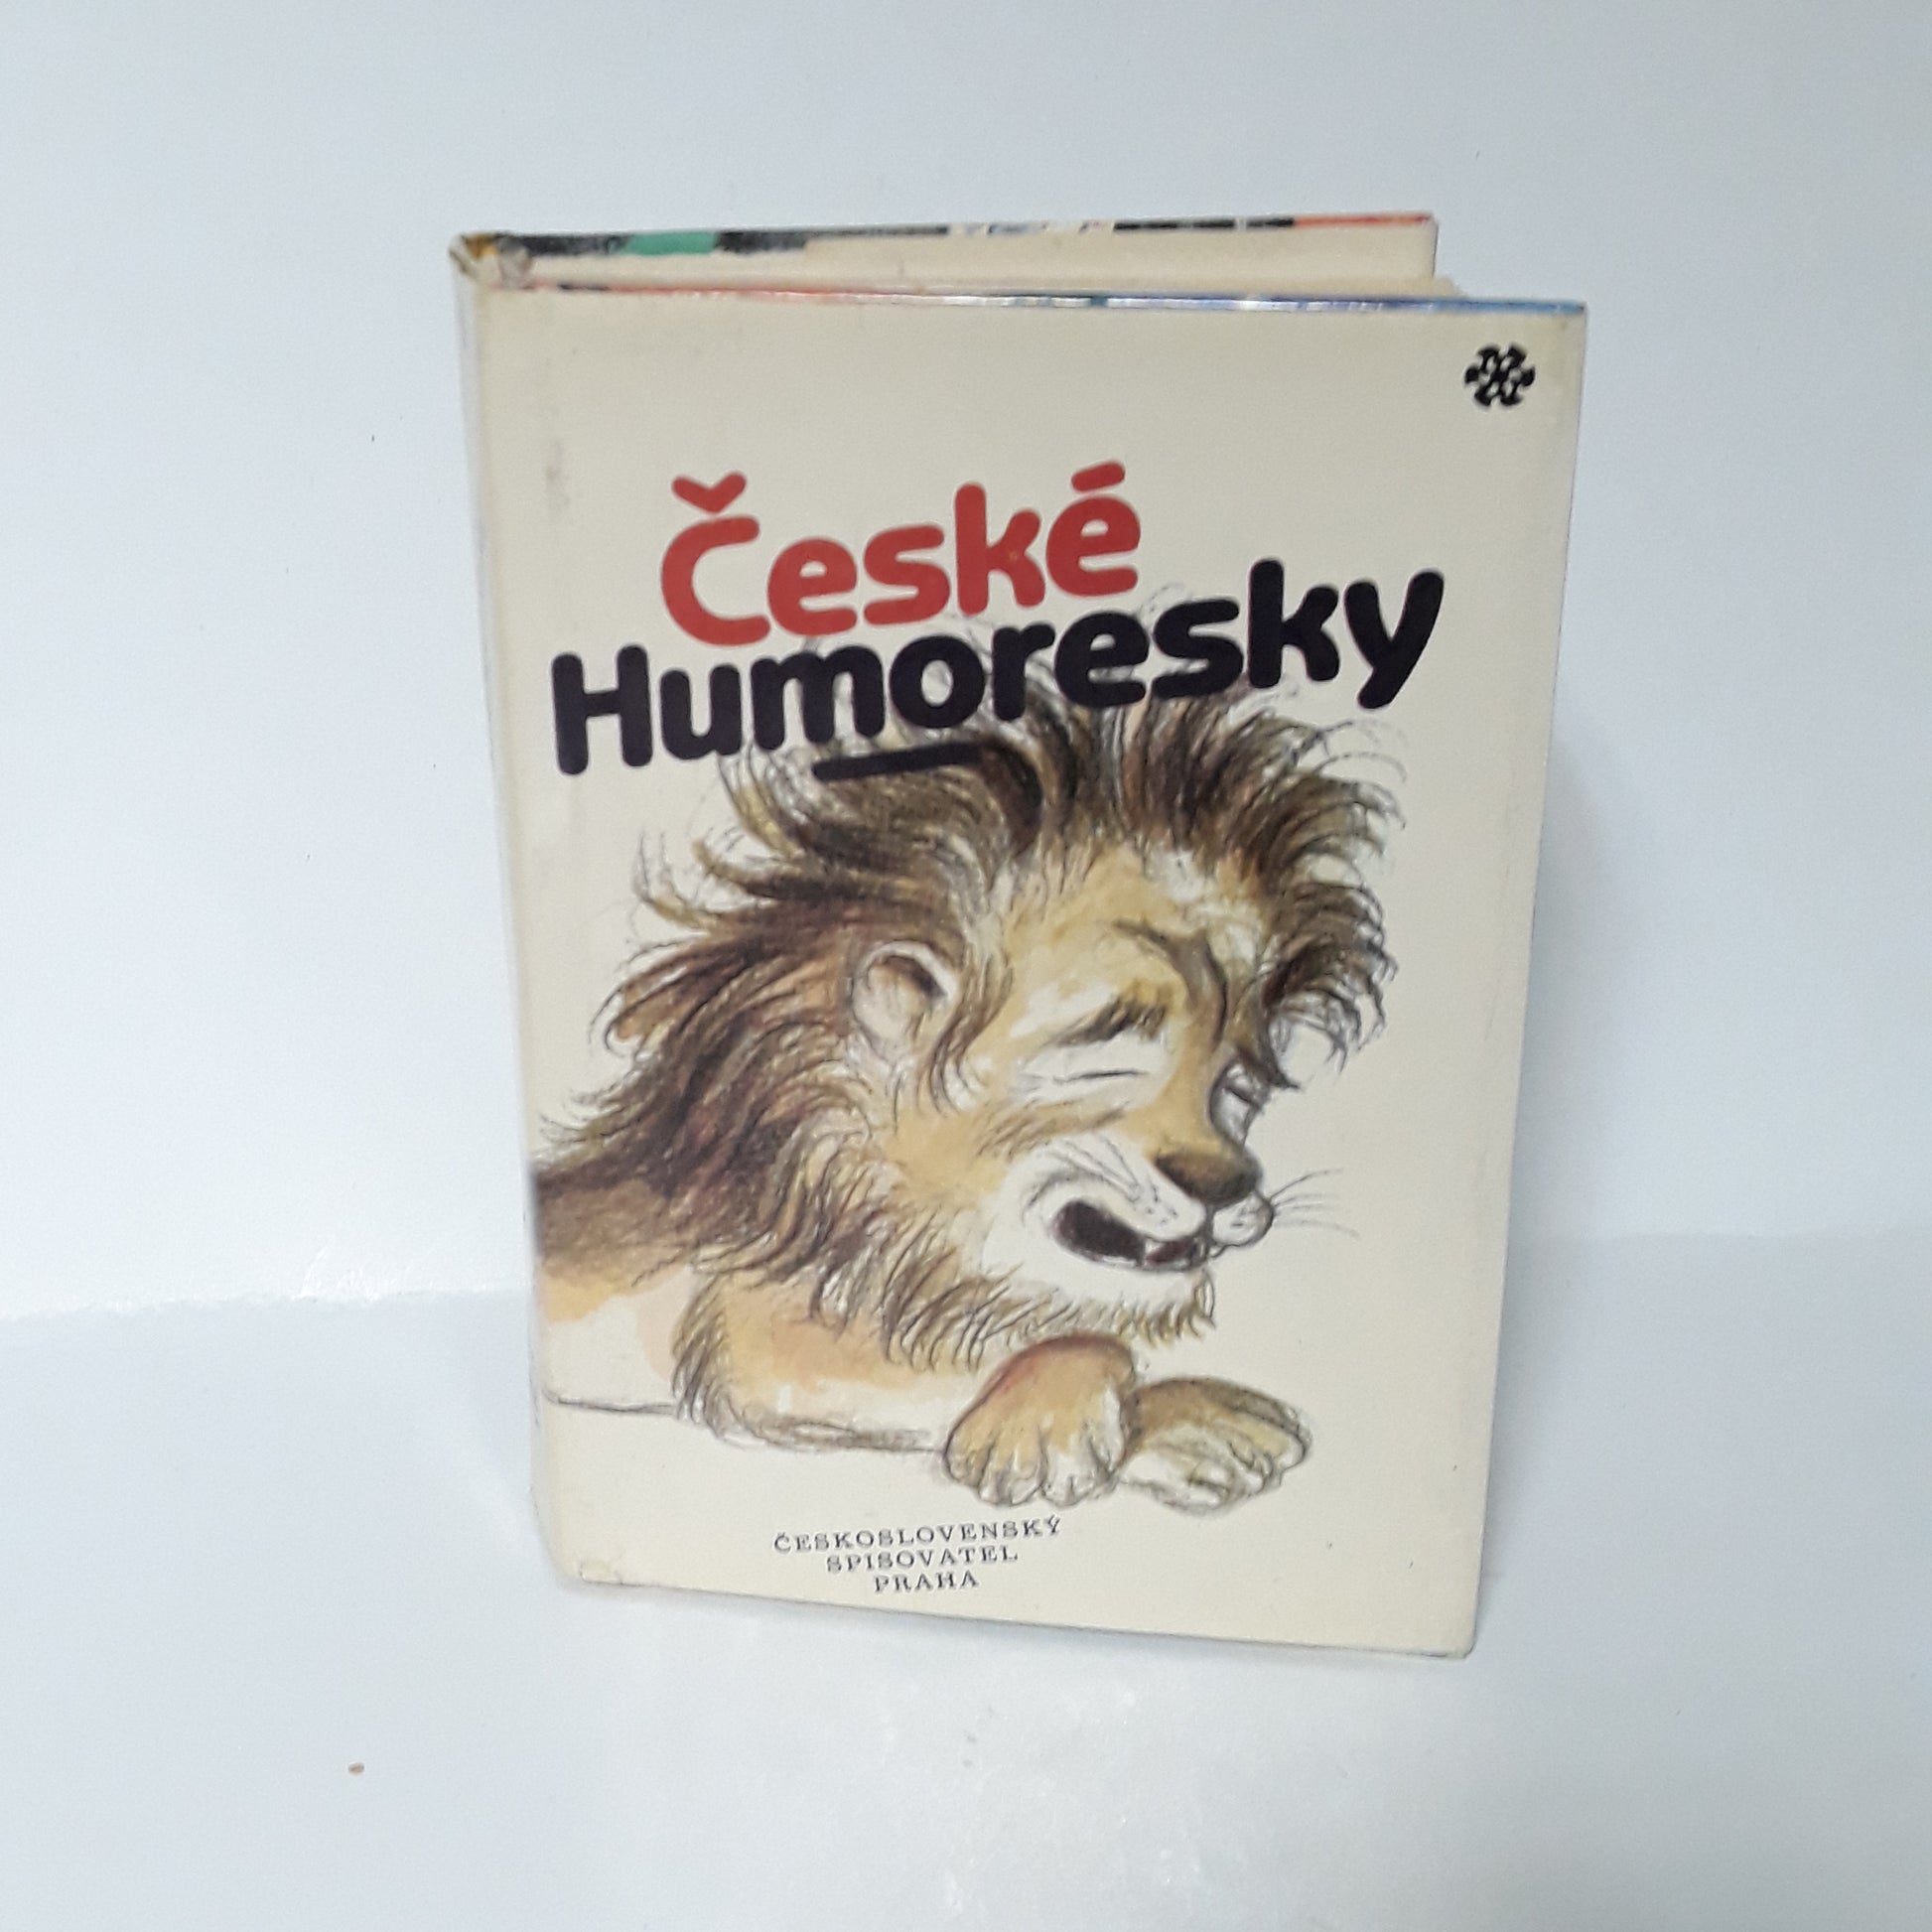 České
Humoresky
ČESKOSLOVENSKÝ
SPISOVATEL
PRAHA